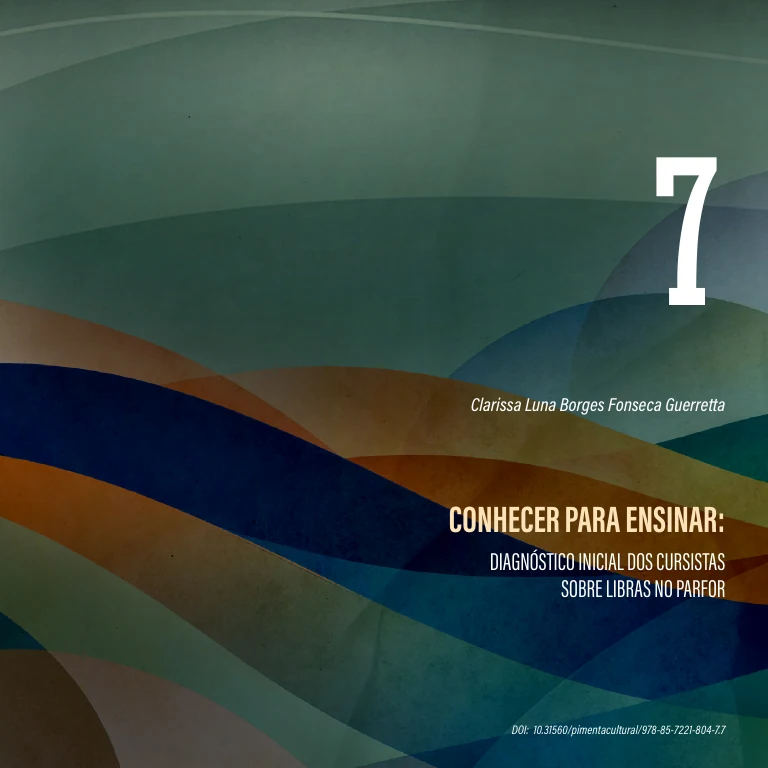 7
Clarissa Luna Borges Fonseca Guerretta
CONHECER PARA ENSINAR:
DIAGNÓSTICO INICIAL DOS CURSISTAS
SOBRE LIBRAS NO PARFOR
DOI: 10.31560/pimentacultural/978-85-7221-804-7.7